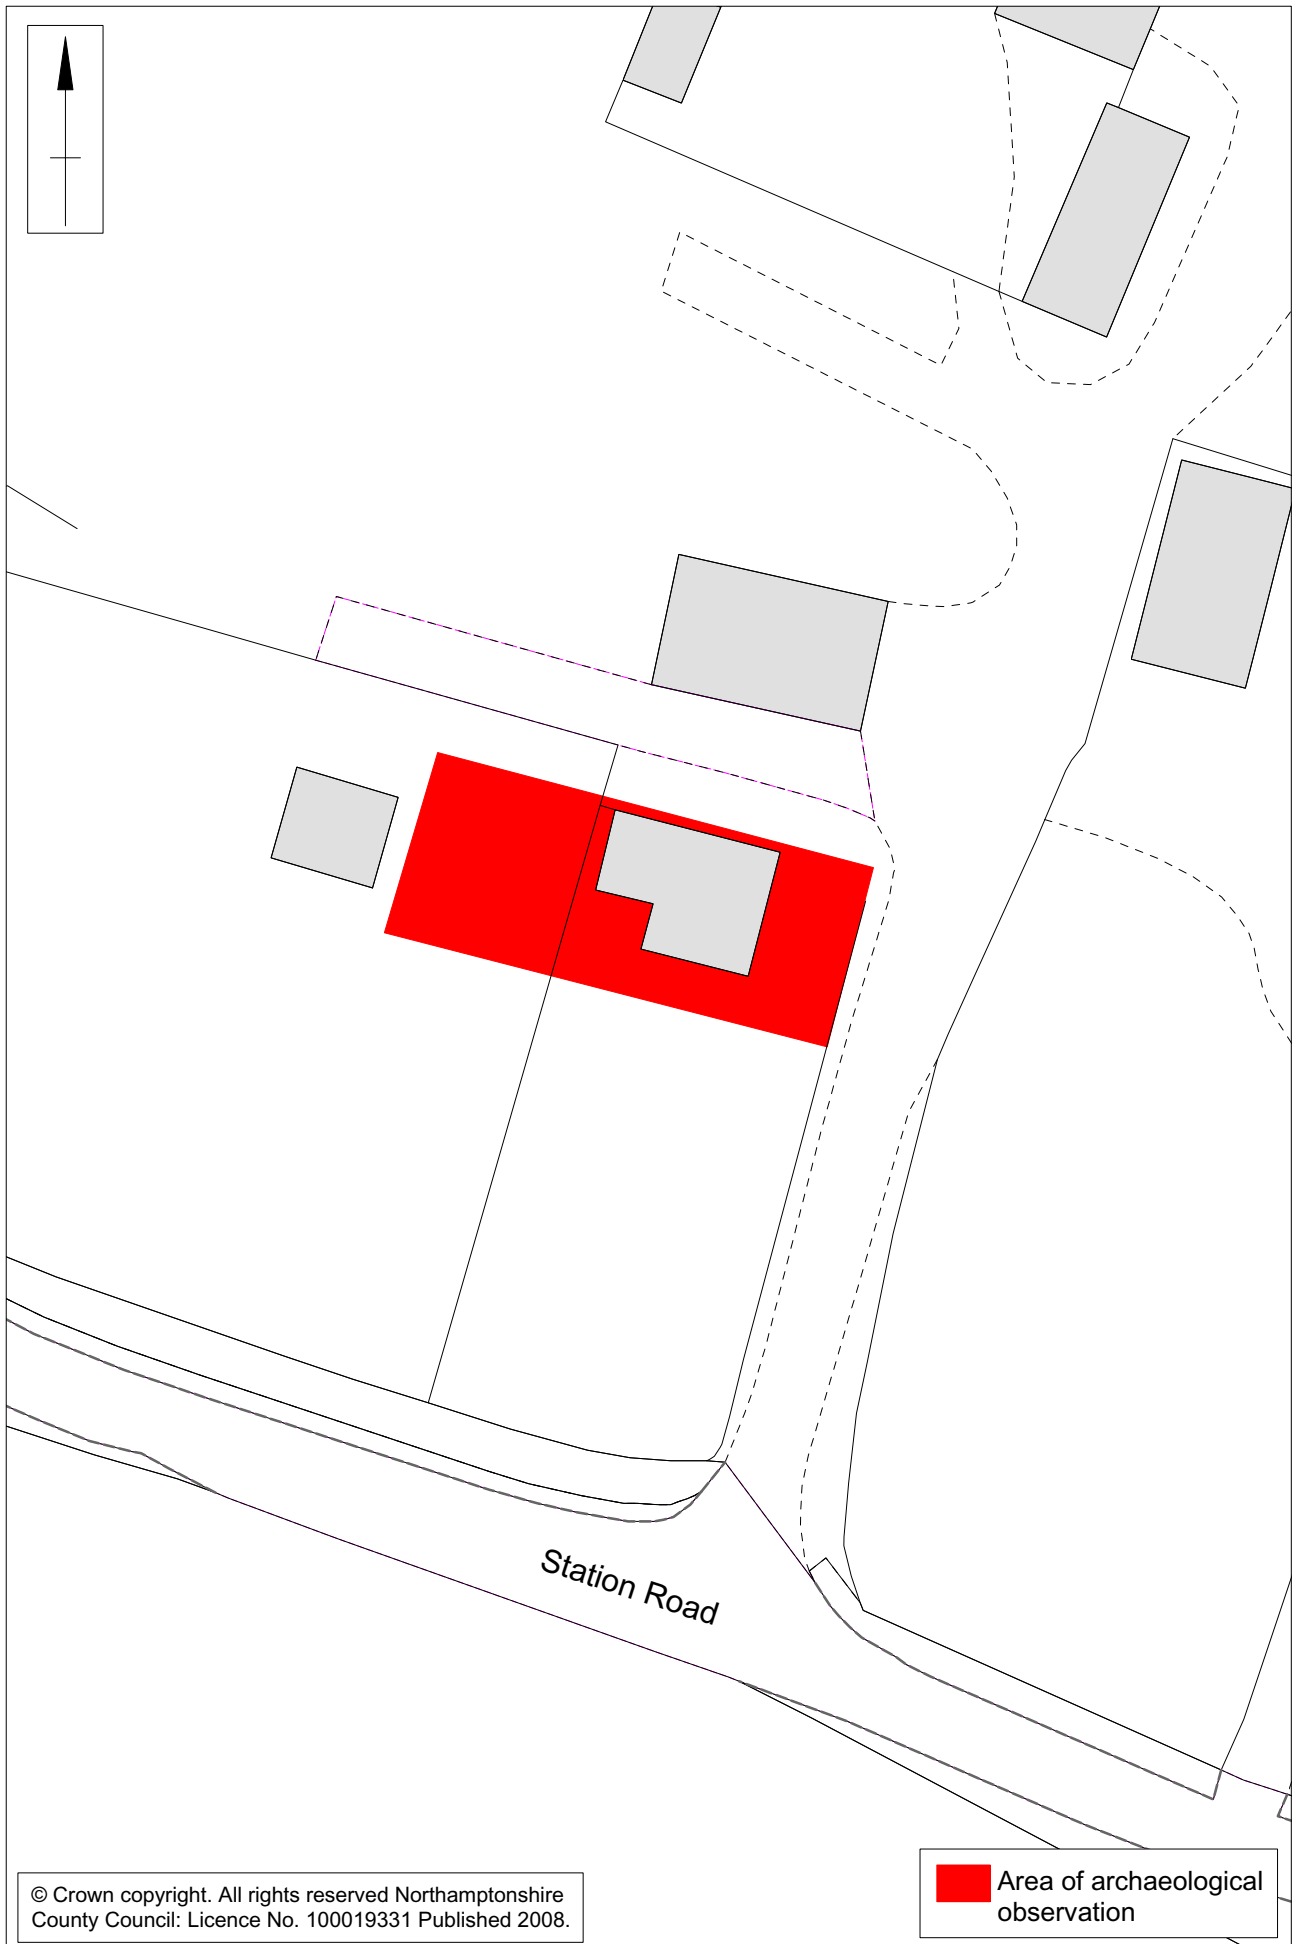 Station Road
© Crown copyright. All rights reserved Northamptonshire
County Council: Licence No. 100019331 Published 2008.
Area of archaeological
observation